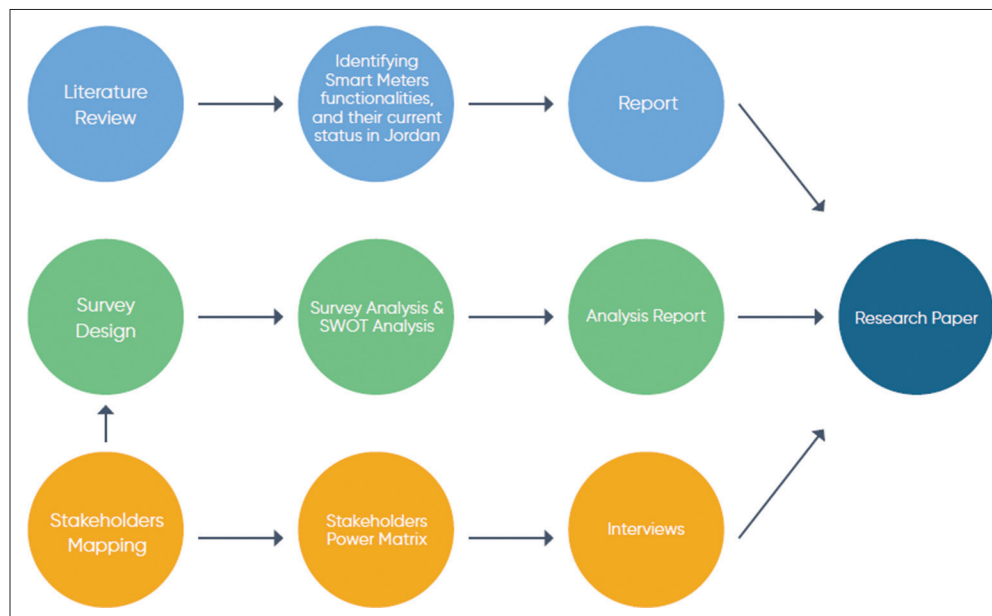 Literature
Review
Identifying
Smart Meters
functionalities,
and their current
status in Jordan
Report
Survey
Design
Survey Analysis &
SWOT Analysis
Analysis Report
Research Paper
Stakeholders
Mapping
Stakeholders
Power Matrix
Interviews